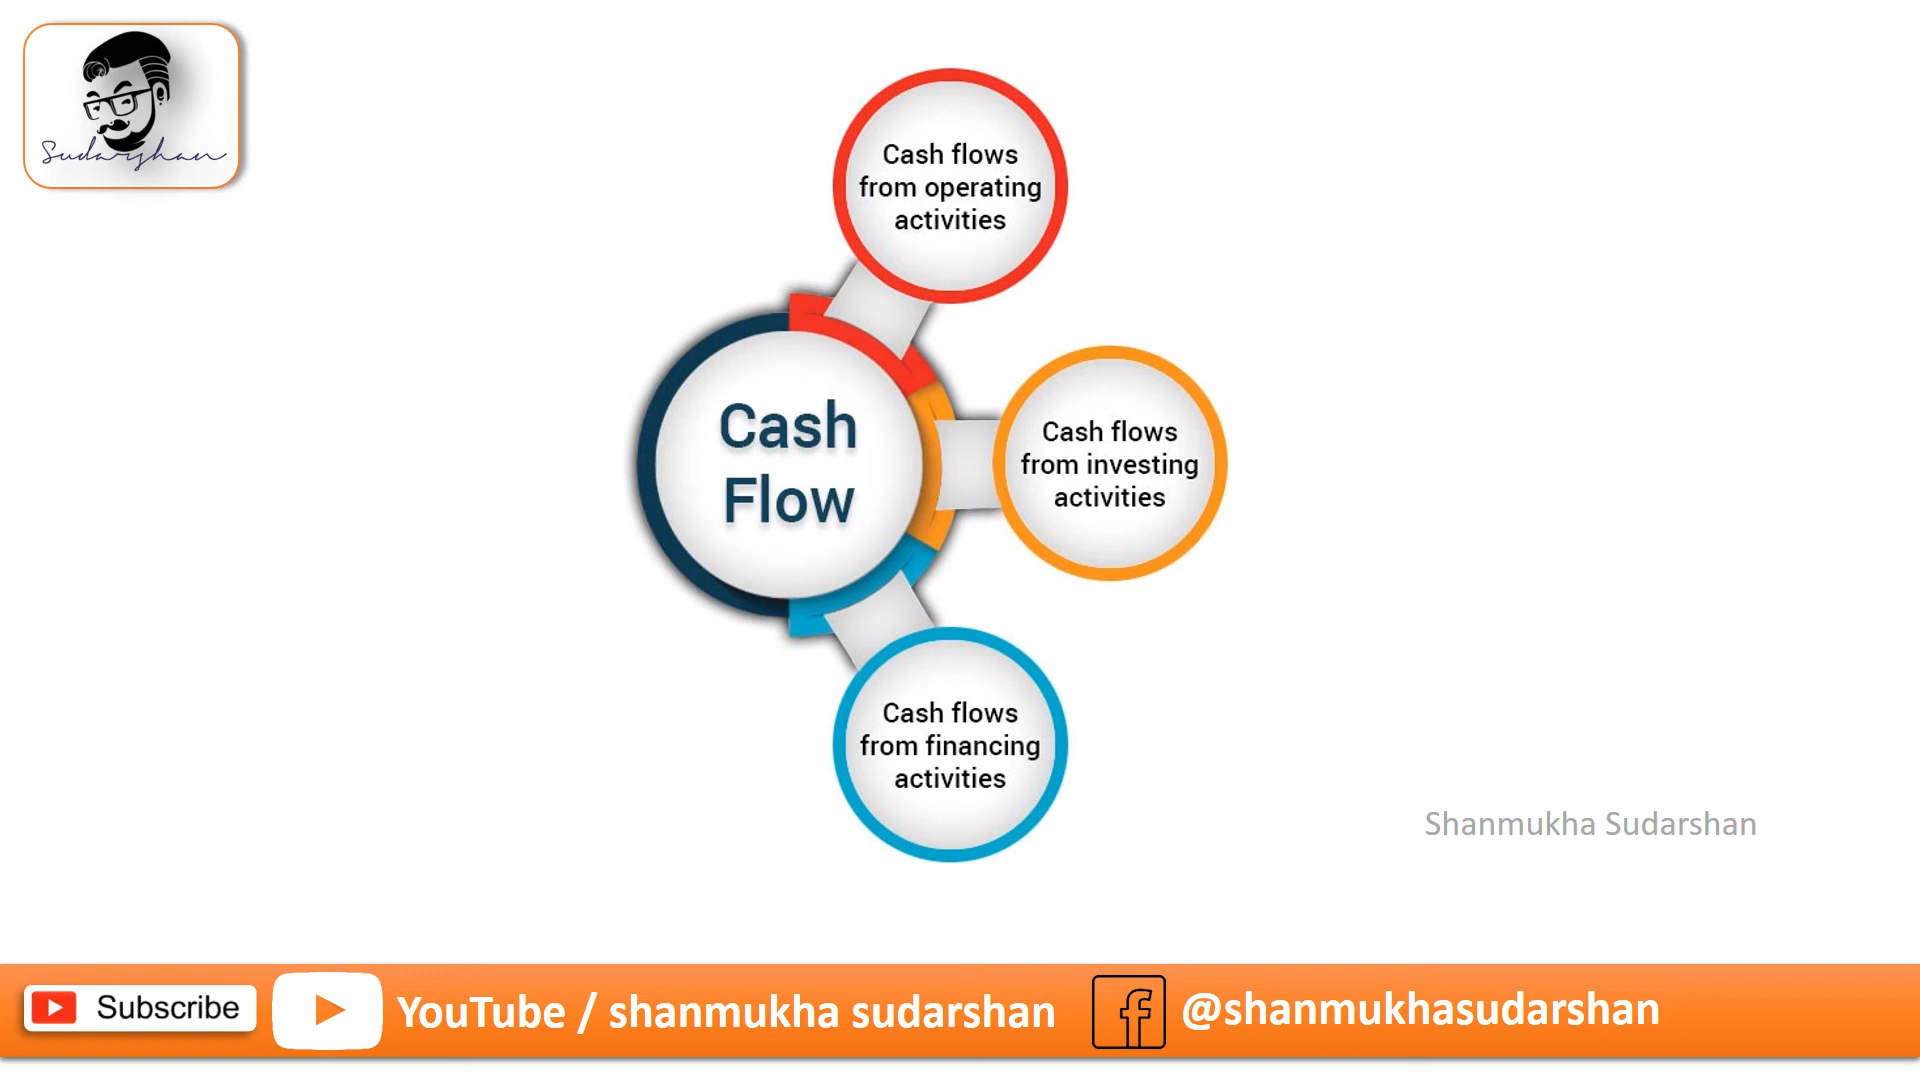 Sudarshan
Cash flows
from operating
activities
Cash
Flow
Cash flows
from investing
activities
Cash flows
from financing
activities
Shanmukha Sudarshan
Subscribe
YouTube / shanmukha sudarshan
@shanmukhasudarshan